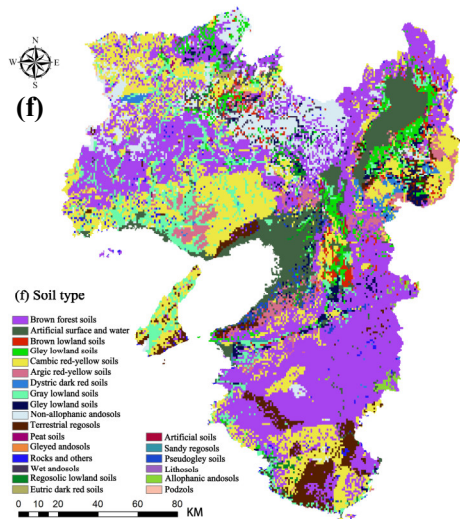 N
W E
S
(f)
(f) Soil type
Brown forest soils
Artificial surface and water
Brown lowland soils
Gley lowland soils
Cambic red-yellow soils
Argic red-yellow soils
Dystric dark red soils
Gray lowland soils
Gley lowland soils
Non-allophanic andosols
Terrestrial regosols
Peat soils
Gleyed andosols
Rocks and others
Wet andosols
Regosolic lowland soils
Eutric dark red soils
Artificial soils
Sandy regosols
Pseudogley soils
Lithosols
Allophanic andosols
Podzols
0 10 20 40 60 80
KM